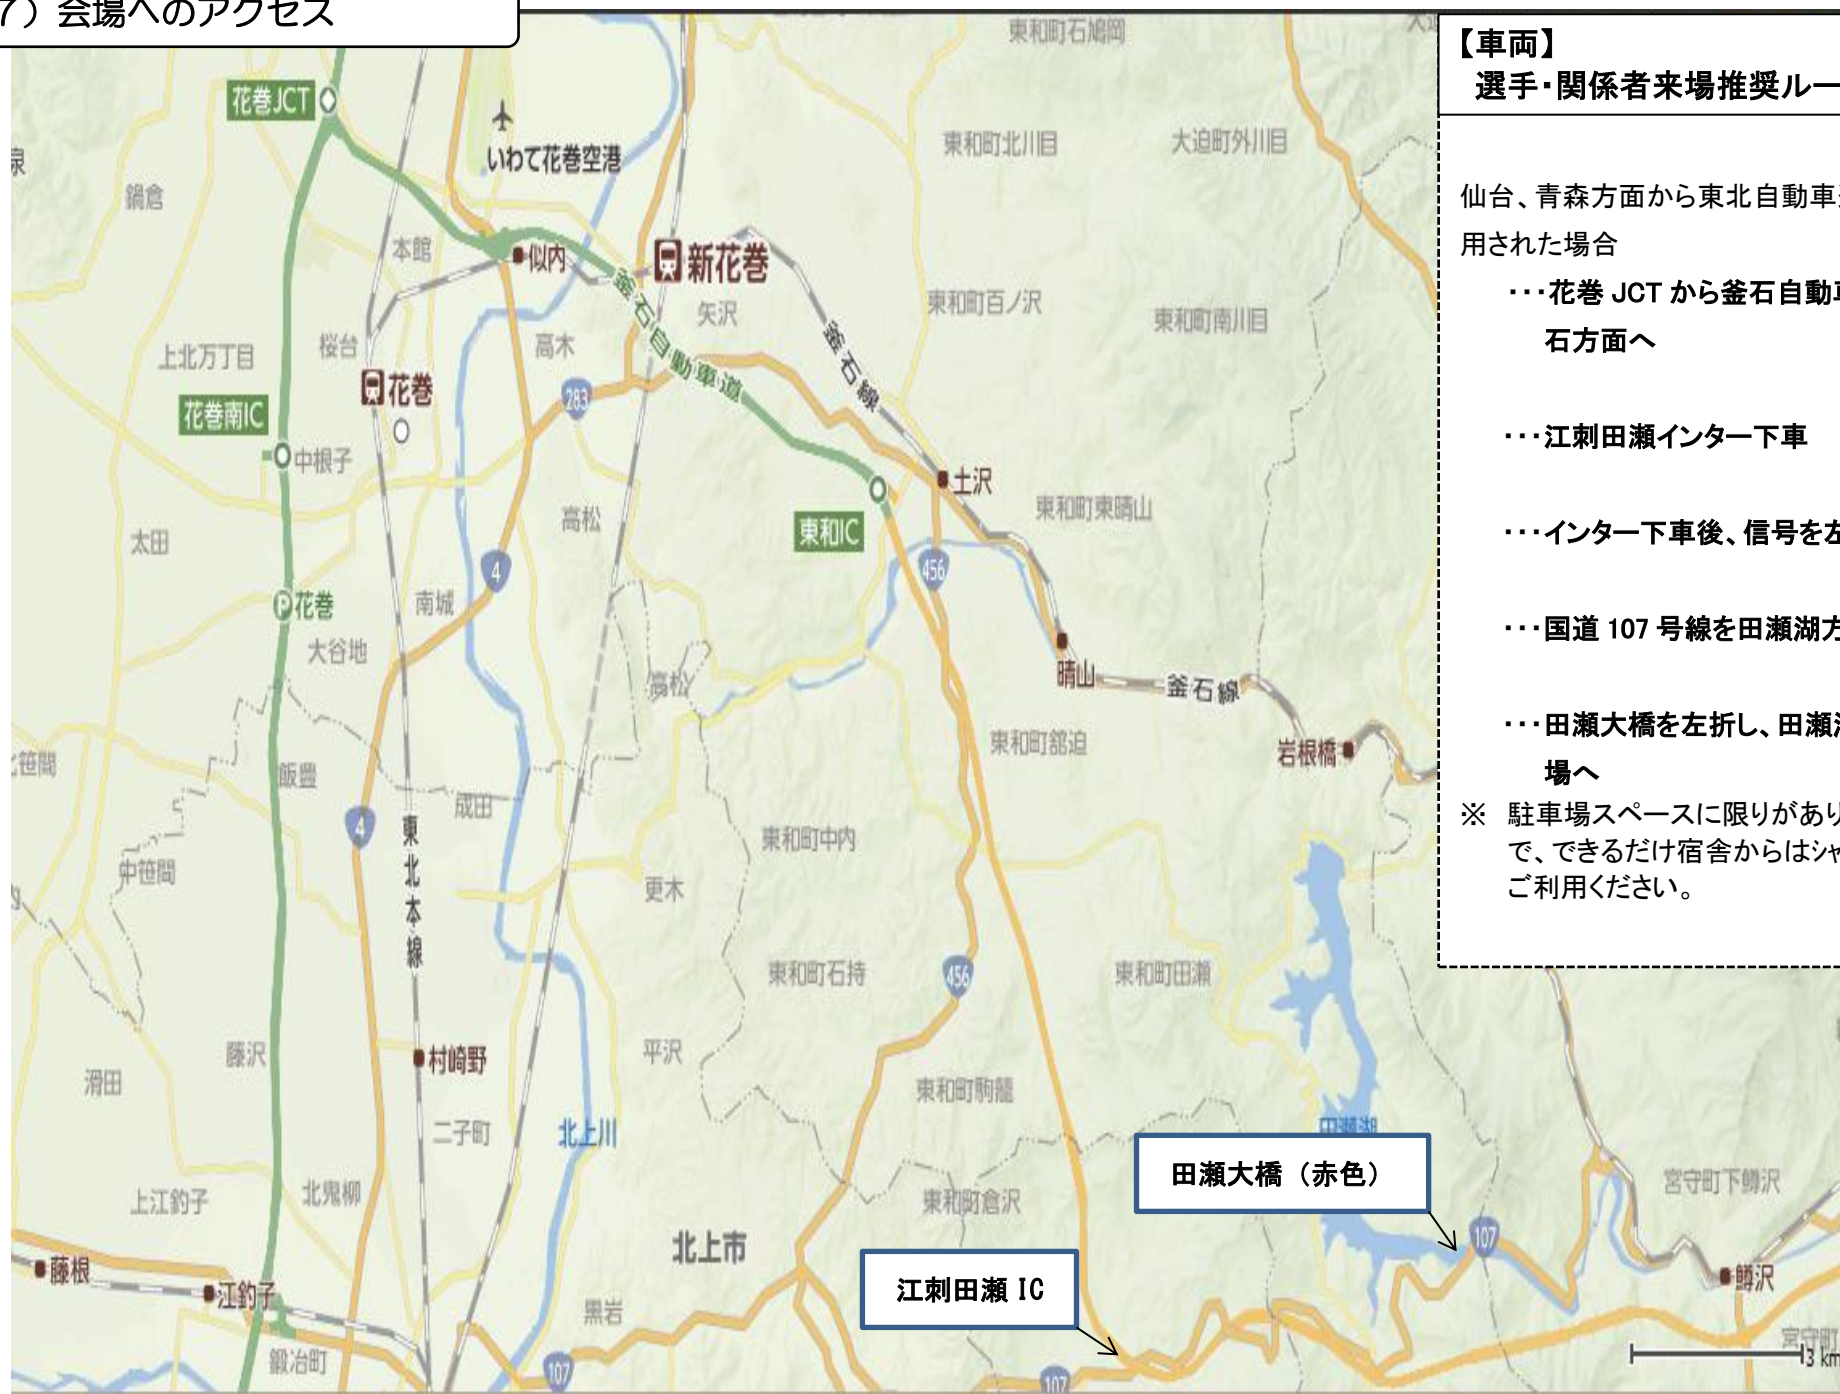 7）会場へのアクセス
【車両】
選手・関係者来場推奨ルー
仙台、青森方面から東北自動車
用された場合
･･･花巻 JCT から釜石自動車
石方面へ
･･･江刺田瀬インター下車
･･･インター下車後、信号を左
･･･国道 107 号線を田瀬湖方
･･･田瀬大橋を左折し、田瀬
場へ
※ 駐車場スペースに限りがあり
で、できるだけ宿舎からはシャ
ご利用ください。
東和町石鳩岡
花巻JCT
いわて花巻空港
東和町北川目
大迫町外川目
鍋倉
本館
似内
新花巻
釜石自動車道
矢沢
東和町百ノ沢
東和町南川目
上北万丁目
桜台
高木
釜石線
花巻
283
花巻南IC
中根子
土沢
太田
高松
東和IC
東和町東晴山
4
456
花巻
南城
大谷地
高松
晴山
釜石線
笹間
飯豊
東和町舘迫
岩根橋
成田
4
東北本線
東和町中内
中笹間
更木
東和町石持
456
東和町田瀬
藤沢
村崎野
平沢
滑田
東和町駒籠
二子町
北上川
田瀬湖
田瀬大橋（赤色）
上江釣子
北鬼柳
東和町倉沢
宮守町下鱒沢
北上市
107
藤根
江釣子
江刺田瀬 IC
鱒沢
黒岩
鍛冶町
107
107
宮守町
3 km